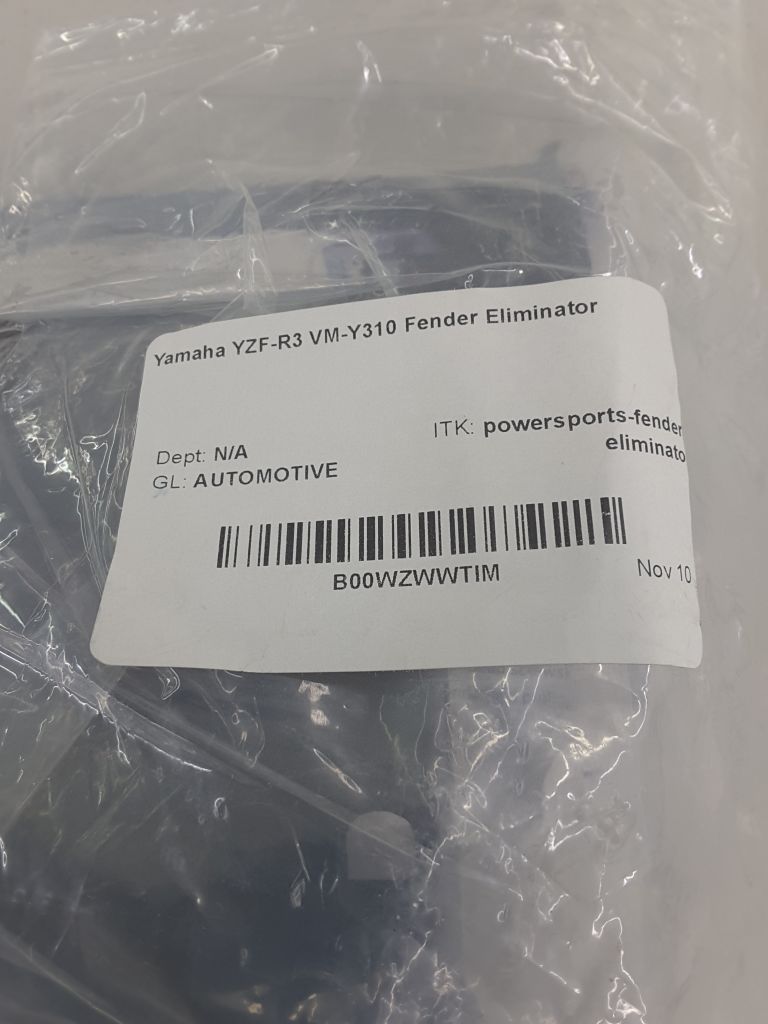 Yamaha YZF-R3 VM-Y310 Fender Eliminator
ITK: powersports-fender
eliminato
Dept: N/A
GL: AUTOMOTIVE
B00WZWWTIM
Nov 10